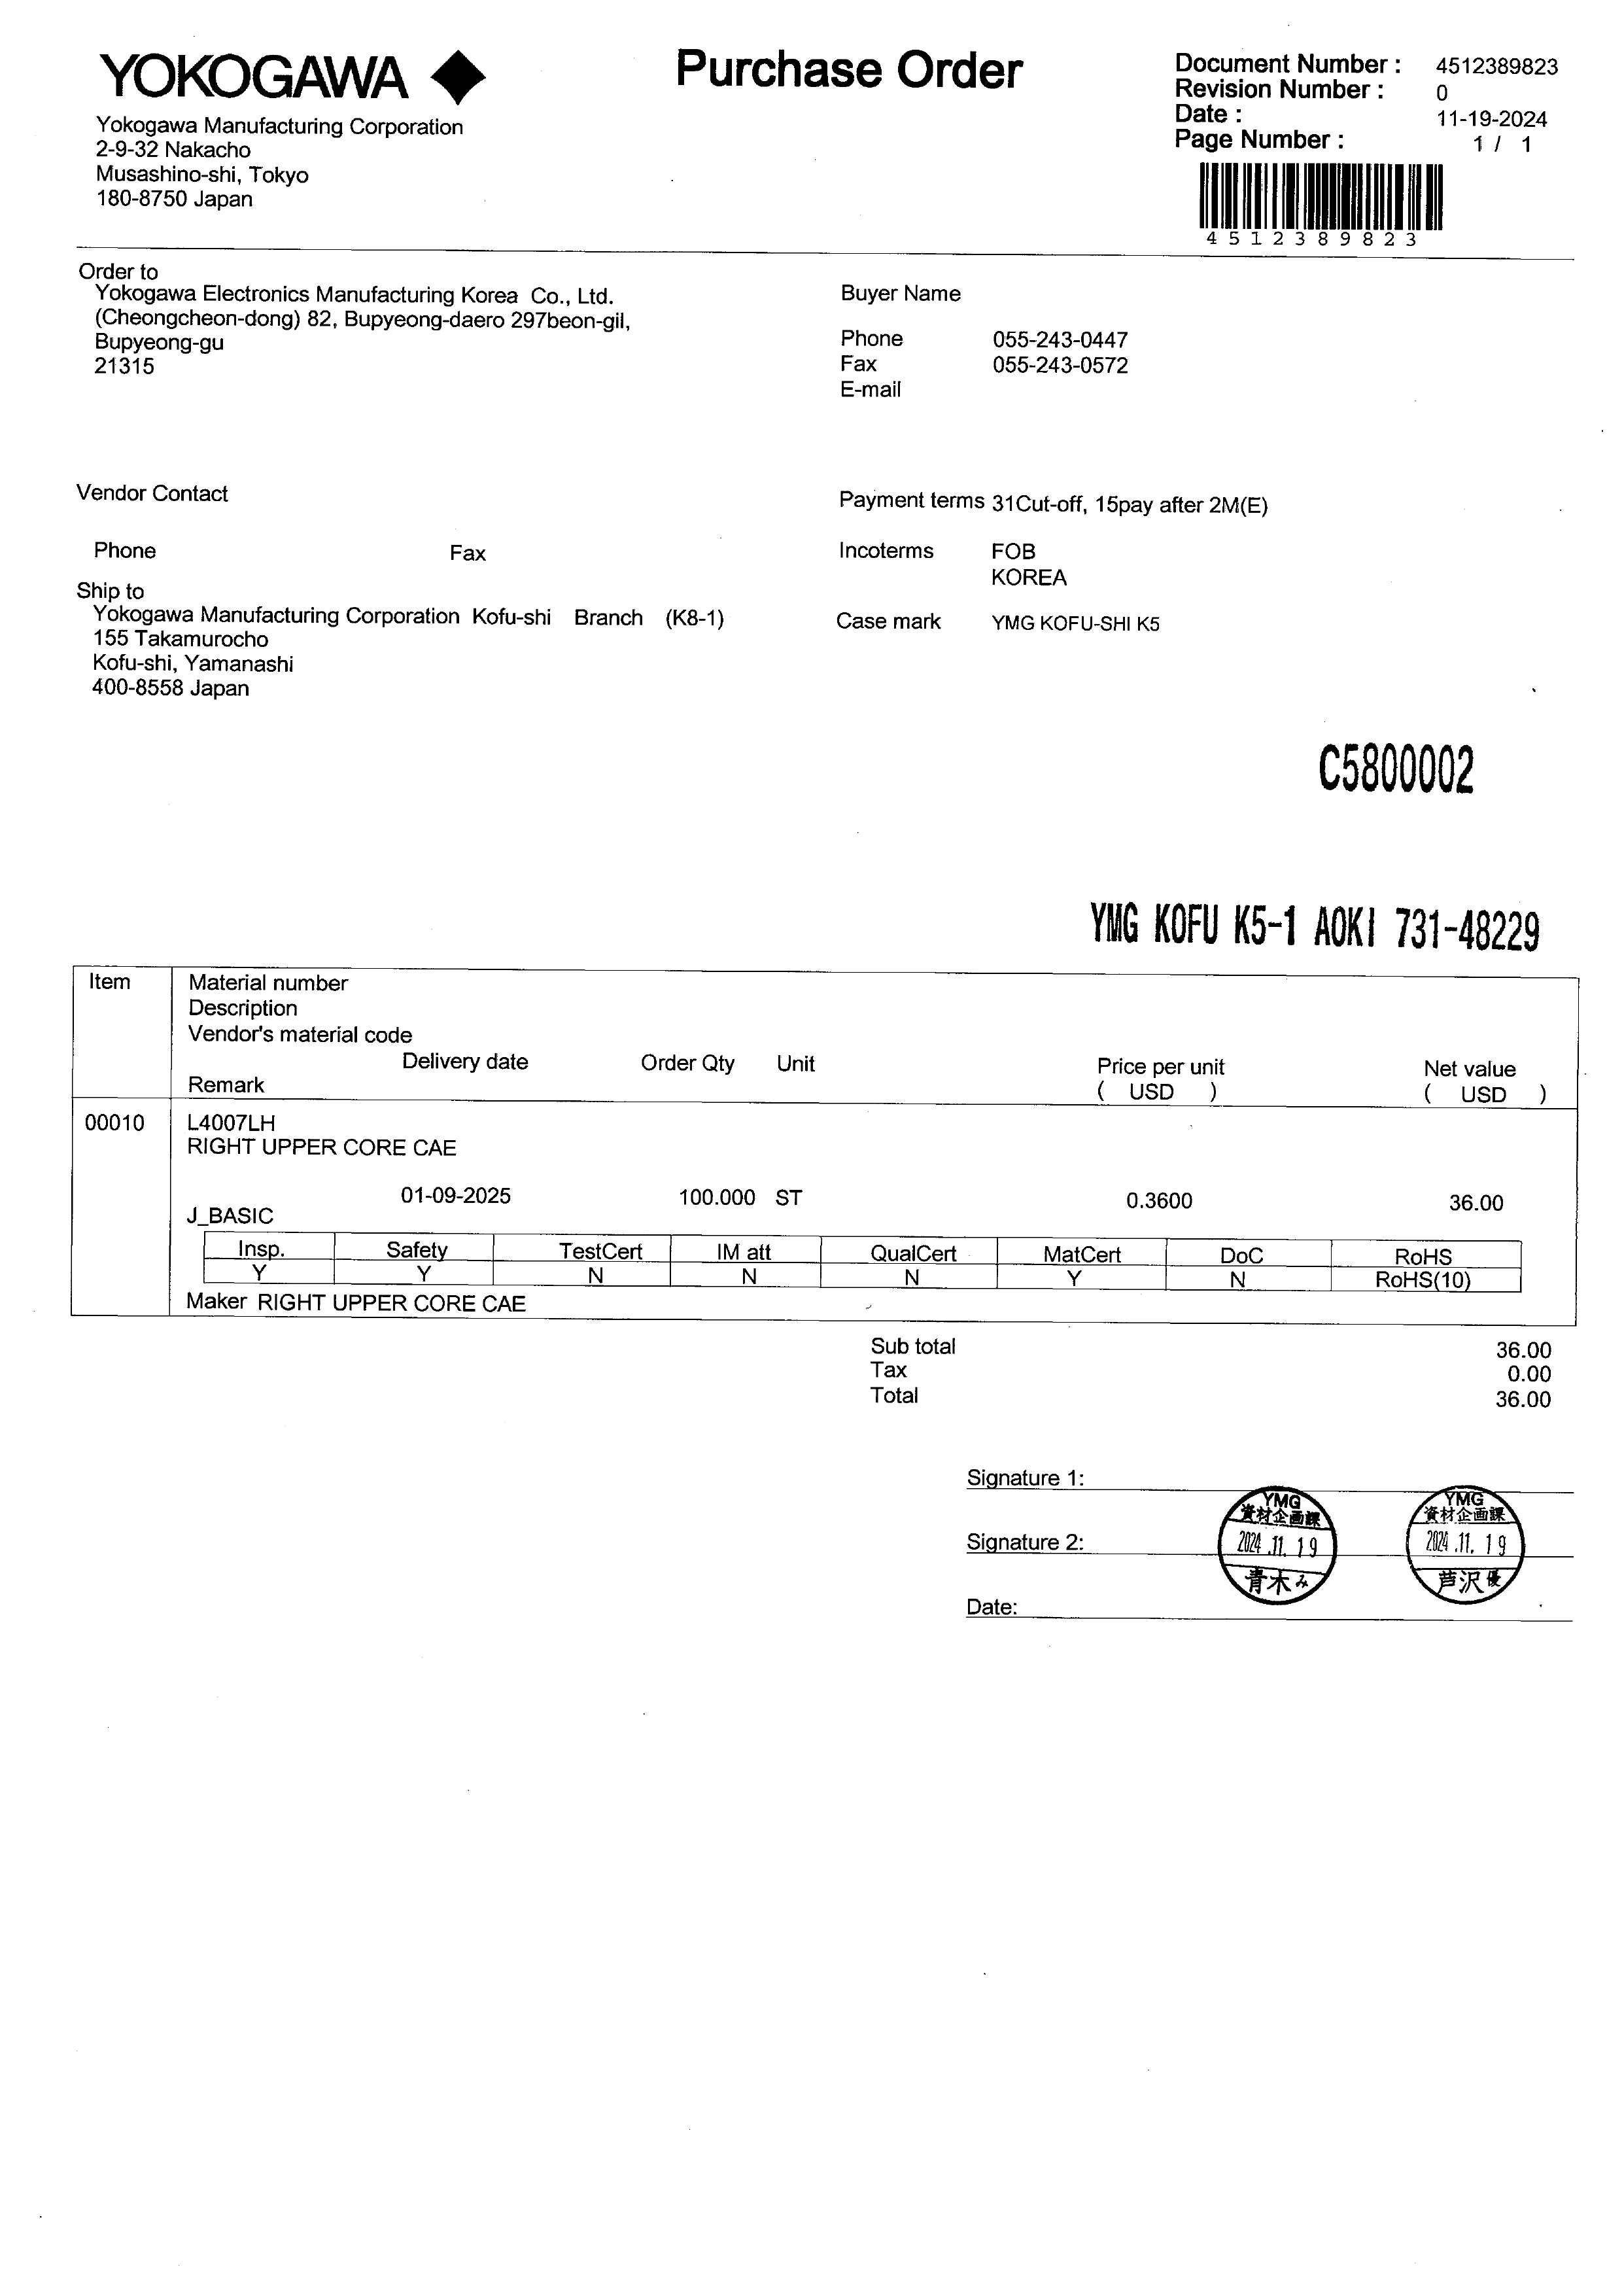 YOKOGAWA
Purchase Order
Document Number : 4512389823
Revision Number : 0
Date : 11-19-2024
Page Number : 1 / 1
4512389823
Yokogawa Manufacturing Corporation
2-9-32 Nakacho
Musashino-shi, Tokyo
180-8750 Japan
Order to
Yokogawa Electronics Manufacturing Korea Co., Ltd.
(Cheongcheon-dong) 82, Bupyeong-daero 297beon-gil,
Bupyeong-gu
21315
Buyer Name
Phone 055-243-0447
Fax 055-243-0572
E-mail
Vendor Contact
Phone Fax
Payment terms 31Cut-off, 15pay after 2M(E)
Incoterms FOB
KOREA
Ship to
Yokogawa Manufacturing Corporation Kofu-shi Branch (K8-1)
155 Takamurocho
Kofu-shi, Yamanashi
400-8558 Japan
Case mark YMG KOFU-SHI K5
C5800002
YMG KOFU K5-1 AOKI 731-48229
Item Material number
Description
Vendor's material code
Delivery date Order Qty Unit Price per unit Net value
Remark ( USD ) ( USD )
00010 L4007LH
RIGHT UPPER CORE CAE
01-09-2025 100.000 ST 0.3600 36.00
J_BASIC
Insp. Safety TestCert IM att QualCert MatCert DoC RoHS
Y Y N N N Y N RoHS(10)
Maker RIGHT UPPER CORE CAE
Sub total 36.00
Tax 0.00
Total 36.00
Signature 1:
Signature 2:
Date:
YMG
資材企画課
2024.11.19
青木み
YMG
資材企画課
2024.11.19
芦沢優